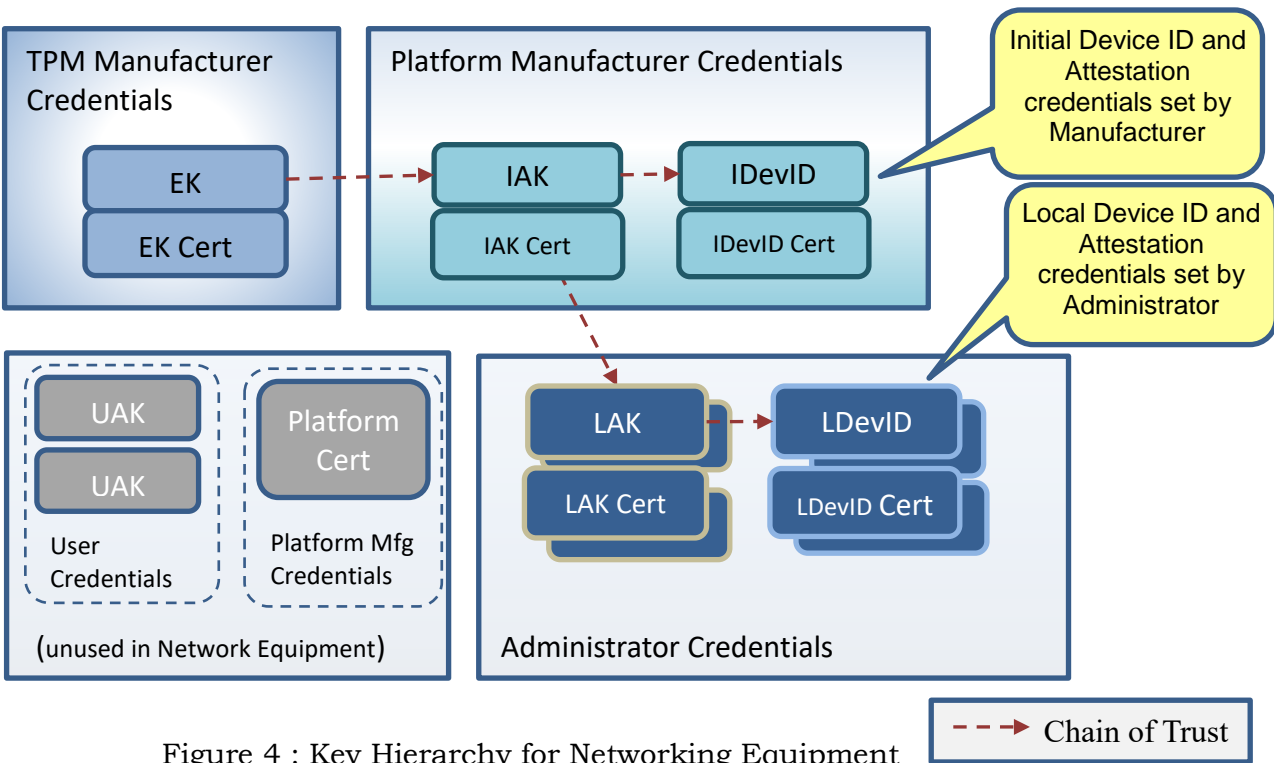 TPM Manufacturer
Credentials
EK
EK Cert
Platform Manufacturer Credentials
IAK
IAK Cert
IDevID
IDevID Cert
Initial Device ID and
Attestation
credentials set by
Manufacturer
Local Device ID and
Attestation
credentials set by
Administrator
UAK
UAK
User
Credentials
Platform
Cert
Platform Mfg
Credentials
(unused in Network Equipment)
LAK
LAK Cert
LDevID
LDevID Cert
Administrator Credentials
Chain of Trust
Figure 4 : Key Hierarchy for Networking Equipment